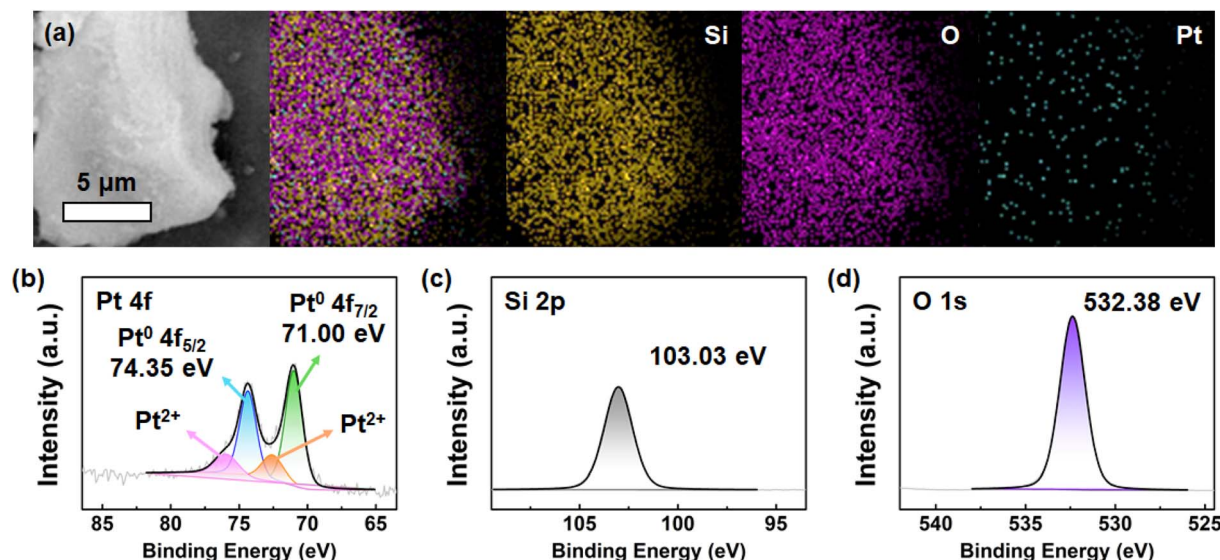 (a)
Si
O
Pt
5 μm
(b)
Pt 4f
Pt⁰ 4f₇/₂
71.00 eV
Pt⁰ 4f₅/₂
74.35 eV
Pt²⁺
Pt²⁺
Intensity (a.u.)
85 80 75 70 65
Binding Energy (eV)
(c)
Si 2p
103.03 eV
Intensity (a.u.)
105 100 95
Binding Energy (eV)
(d)
O 1s
532.38 eV
Intensity (a.u.)
540 535 530 525
Binding Energy (eV)